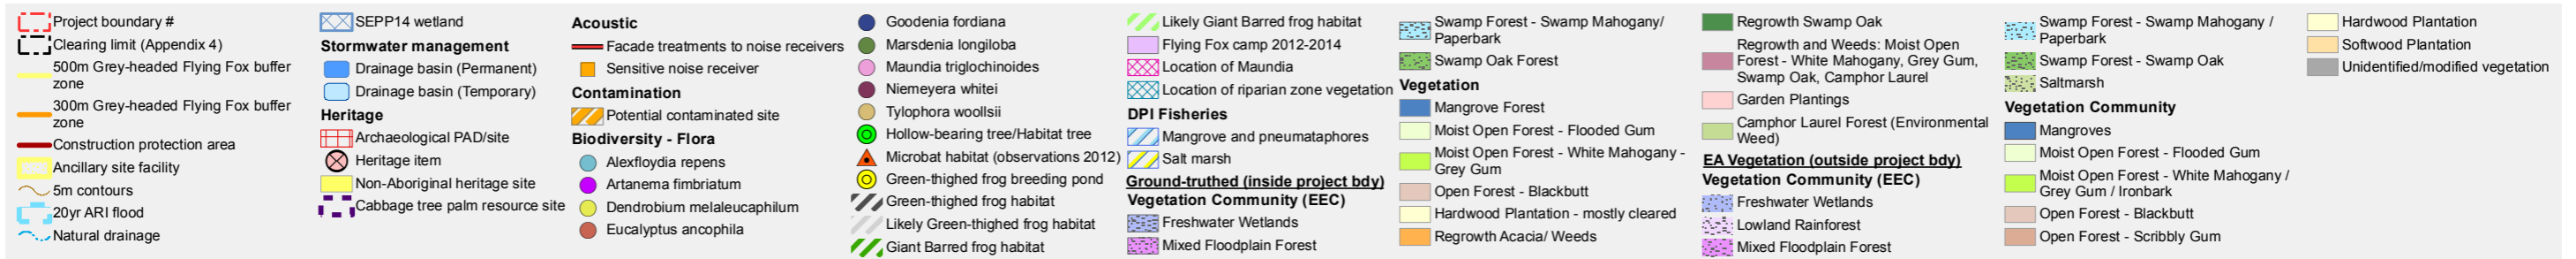 Project boundary #
Clearing limit (Appendix 4)
500m Grey-headed Flying Fox buffer
zone
300m Grey-headed Flying Fox buffer
zone
Construction protection area
Ancillary site facility
5m contours
20yr ARI flood
Natural drainage
SEPP14 wetland
Stormwater management
Drainage basin (Permanent)
Drainage basin (Temporary)
Heritage
Archaeological PAD/site
Heritage item
Non-Aboriginal heritage site
Cabbage tree palm resource site
Acoustic
Facade treatments to noise receivers
Sensitive noise receiver
Contamination
Potential contaminated site
Biodiversity - Flora
Alexfloydia repens
Artanema fimbriatum
Dendrobium melaleucaphilum
Eucalyptus ancophila
Goodenia fordiana
Marsdenia longiloba
Maundia triglochinoides
Niemeyera whitei
Tylophora woollsii
Hollow-bearing tree/Habitat tree
Microbat habitat (observations 2012)
Green-thighed frog breeding pond
Green-thighed frog habitat
Likely Green-thighed frog habitat
Giant Barred frog habitat
Likely Giant Barred frog habitat
Flying Fox camp 2012-2014
Location of Maundia
Location of riparian zone vegetation
DPI Fisheries
Mangrove and pneumataphores
Salt marsh
Ground-truthed (inside project bdy)
Vegetation Community (EEC)
Freshwater Wetlands
Mixed Floodplain Forest
Swamp Forest - Swamp Mahogany/
Paperbark
Swamp Oak Forest
Vegetation
Mangrove Forest
Moist Open Forest - Flooded Gum
Moist Open Forest - White Mahogany -
Grey Gum
Open Forest - Blackbutt
Hardwood Plantation - mostly cleared
Regrowth Acacia/ Weeds
Regrowth Swamp Oak
Regrowth and Weeds: Moist Open
Forest - White Mahogany, Grey Gum,
Swamp Oak, Camphor Laurel
Garden Plantings
Camphor Laurel Forest (Environmental
Weed)
EA Vegetation (outside project bdy)
Vegetation Community (EEC)
Freshwater Wetlands
Lowland Rainforest
Mixed Floodplain Forest
Swamp Forest - Swamp Mahogany /
Paperbark
Swamp Forest - Swamp Oak
Saltmarsh
Vegetation Community
Mangroves
Moist Open Forest - Flooded Gum
Moist Open Forest - White Mahogany /
Grey Gum / Ironbark
Open Forest - Blackbutt
Open Forest - Scribbly Gum
Hardwood Plantation
Softwood Plantation
Unidentified/modified vegetation